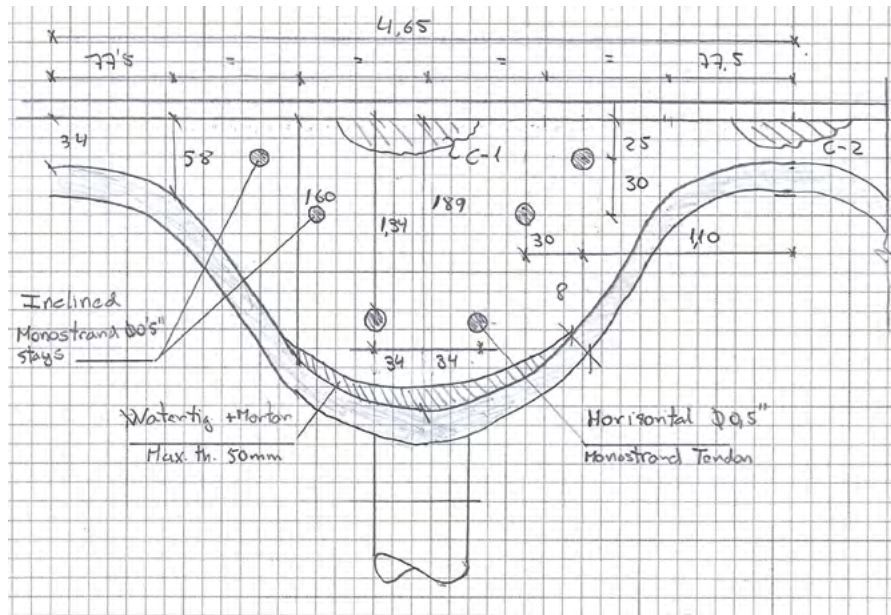 4,65
77'5 = = = = 77,5
34
58
C-1
25
C-2
30
160
189
1,34
30
1,10
8
Inclined
Monostrand Ø0'5"
stays
34 34
Watertig. + Mortar
Max. th. 50mm
Horisontal Ø0,5"
Monostrand Tendon